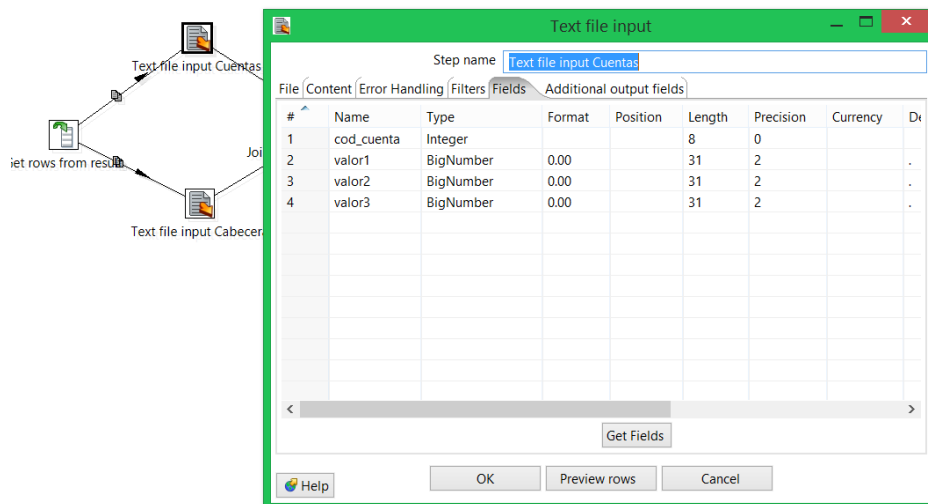 Text file input
Step name Text file input Cuentas
File Content Error Handling Filters Fields Additional output fields
# Name Type Format Position Length Precision Currency De
1 cod_cuenta Integer 8 0
2 valor1 BigNumber 0.00 31 2 .
3 valor2 BigNumber 0.00 31 2 .
4 valor3 BigNumber 0.00 31 2 .
Get Fields
Help OK Preview rows Cancel
Text file input Cuentas
Get rows from result
Joi
Text file input Cabecer